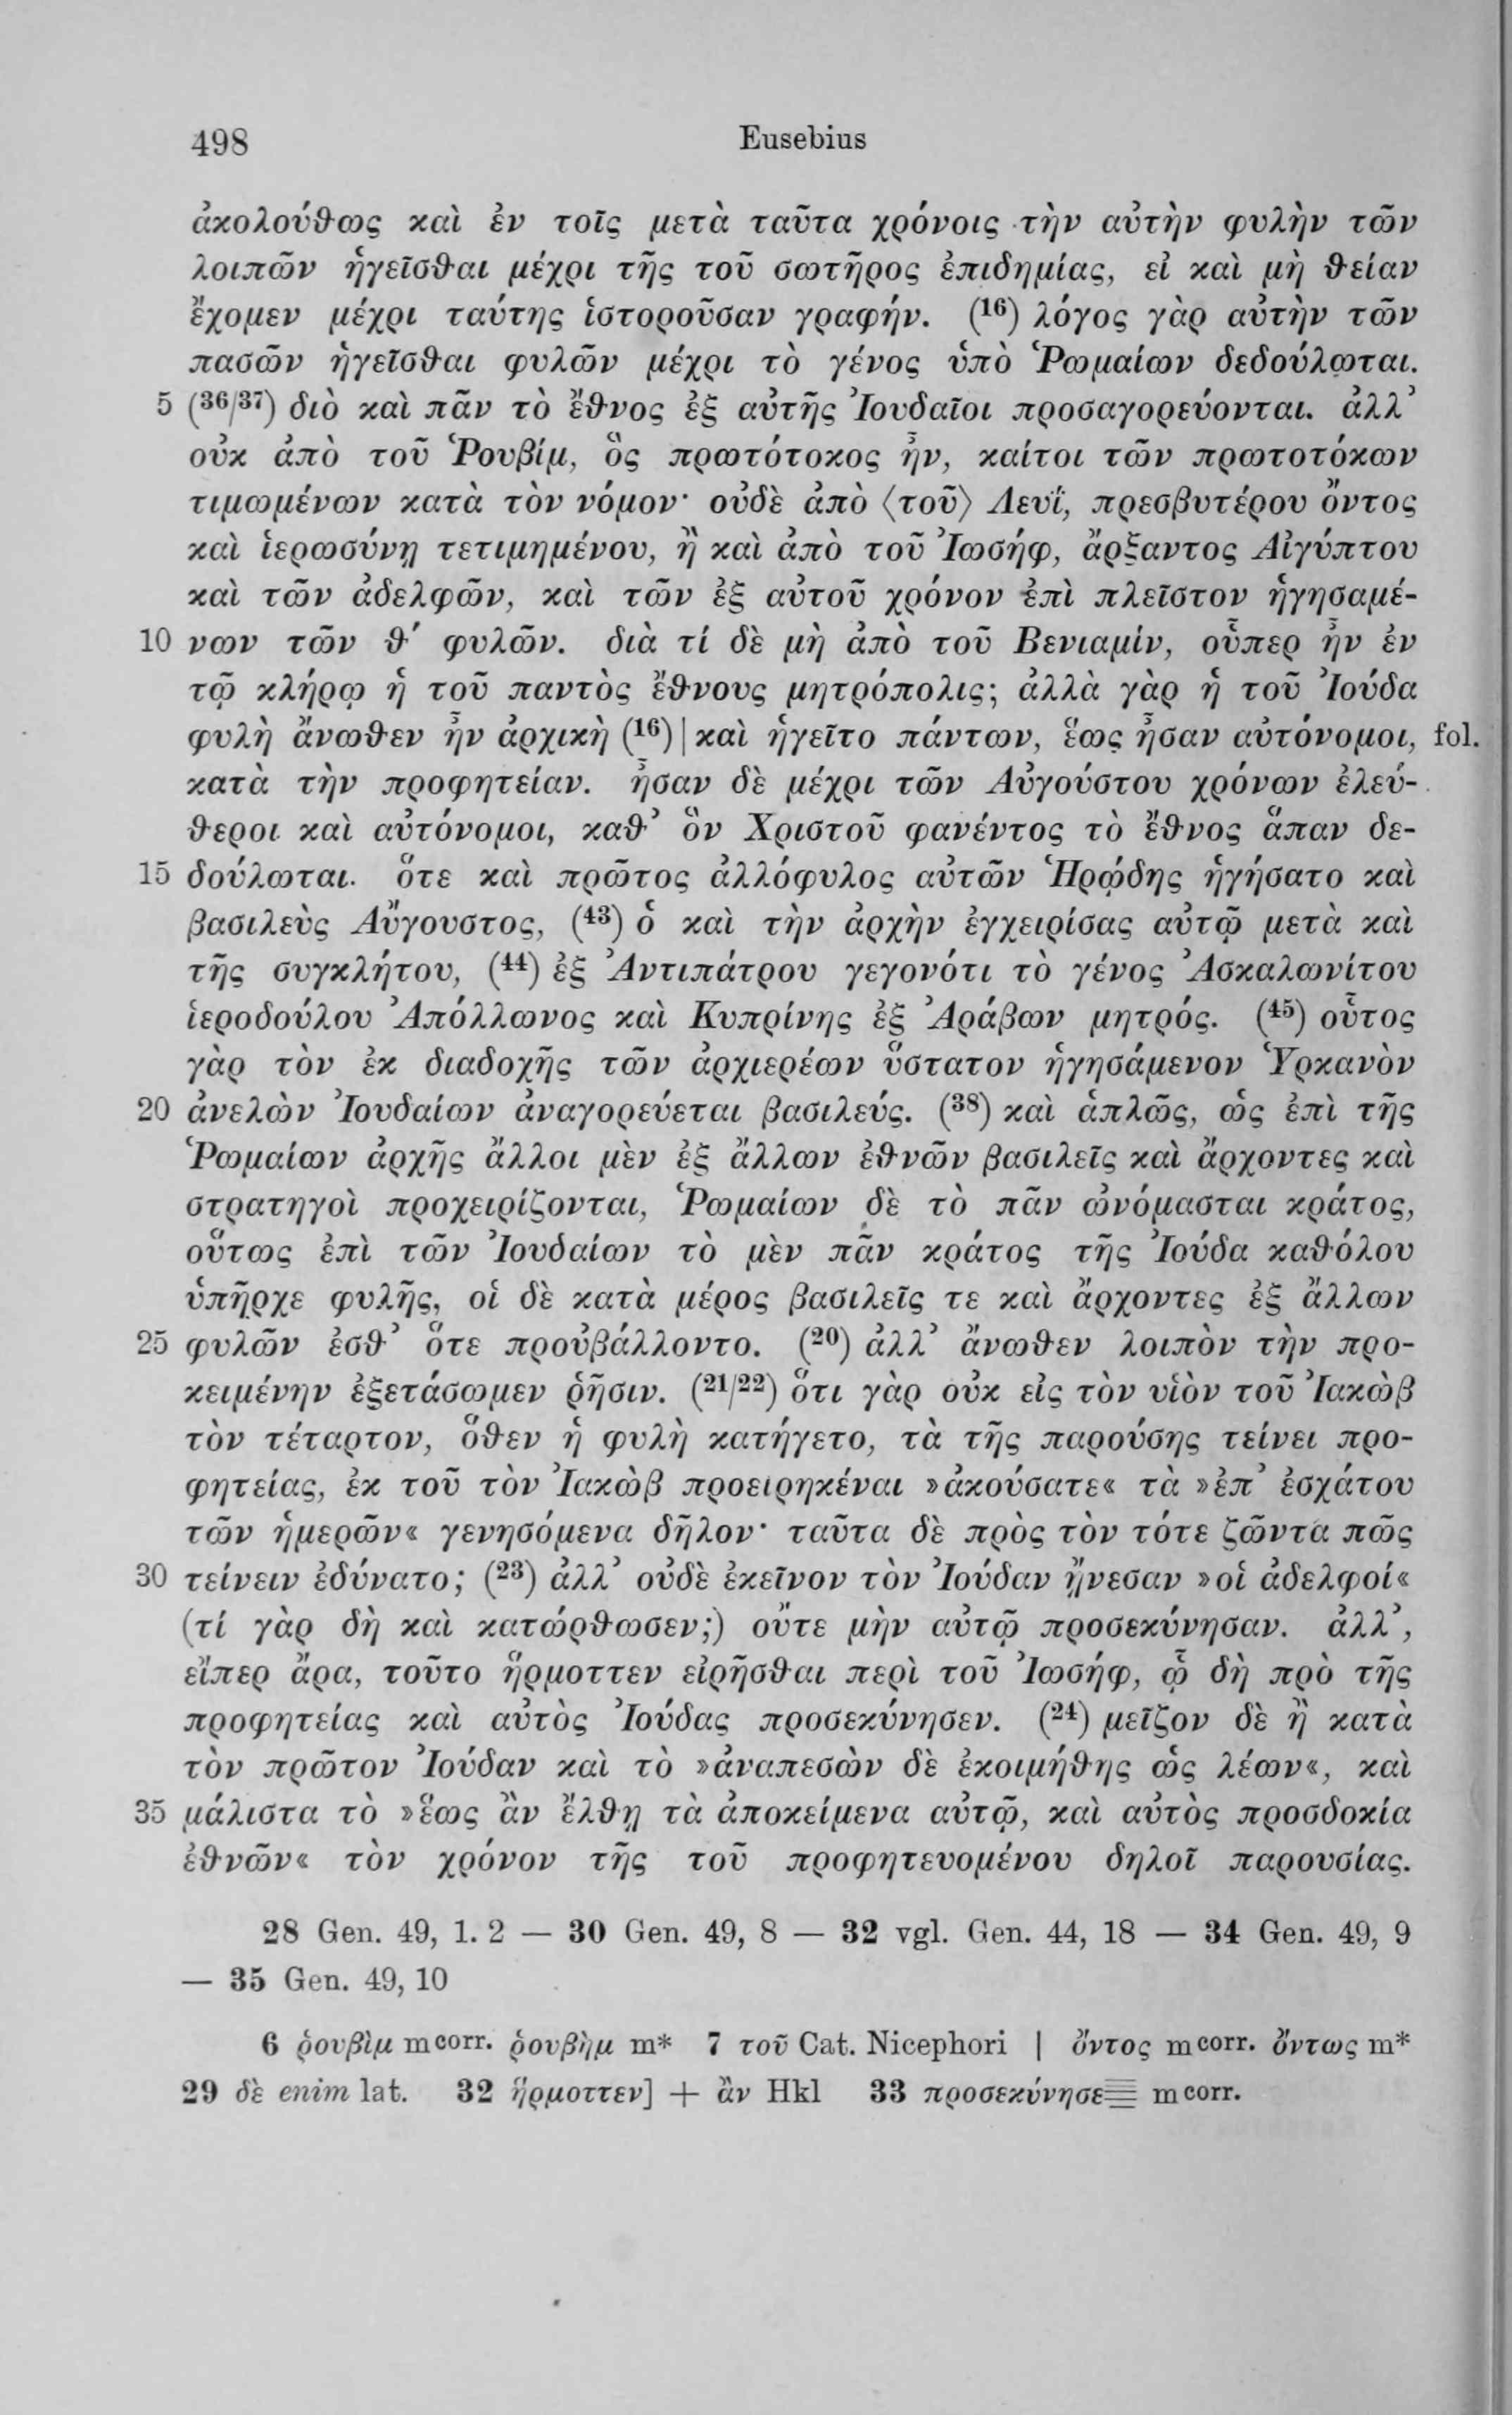 498 Eusebius
ἀκολούθως καὶ ἐν τοῖς μετὰ ταῦτα χρόνοις τὴν αὐτὴν φυλὴν τῶν
λοιπῶν ἡγεῖσθαι μέχρι τῆς τοῦ σωτῆρος ἐπιδημίας, εἰ καὶ μὴ θείαν
ἔχομεν μέχρι ταύτης ἱστοροῦσαν γραφήν. (16) λόγος γὰρ αὐτὴν τῶν
πασῶν ἡγεῖσθαι φυλῶν μέχρι τὸ γένος ὑπὸ Ῥωμαίων δεδούλωται.
5 (36/37) διὸ καὶ πᾶν τὸ ἔθνος ἐξ αὐτῆς Ἰουδαῖοι προσαγορεύονται. ἀλλ’
οὐκ ἀπὸ τοῦ Ῥουβίμ, ὃς πρωτότοκος ἦν, καίτοι τῶν πρωτοτόκων
τιμωμένων κατὰ τὸν νόμον· οὐδὲ ἀπὸ ⟨τοῦ⟩ Λευΐ, πρεσβυτέρου ὄντος
καὶ ἱερωσύνῃ τετιμημένου, ἢ καὶ ἀπὸ τοῦ Ἰωσήφ, ἄρξαντος Αἰγύπτου
καὶ τῶν ἀδελφῶν, καὶ τῶν ἐξ αὐτοῦ χρόνον ἐπὶ πλεῖστον ἡγησαμέ-
10 νων τῶν θ′ φυλῶν. διὰ τί δὲ μὴ ἀπὸ τοῦ Βενιαμίν, οὗπερ ἦν ἐν
τῷ κλήρῳ ἡ τοῦ παντὸς ἔθνους μητρόπολις; ἀλλὰ γὰρ ἡ τοῦ Ἰούδα
φυλὴ ἄνωθεν ἦν ἀρχικὴ (16) | καὶ ἡγεῖτο πάντων, ἕως ἦσαν αὐτόνομοι, fol.
κατὰ τὴν προφητείαν. ἦσαν δὲ μέχρι τῶν Αὐγούστου χρόνων ἐλεύ-
θεροι καὶ αὐτόνομοι, καθ’ ὃν Χριστοῦ φανέντος τὸ ἔθνος ἅπαν δε-
15 δούλωται. ὅτε καὶ πρῶτος ἀλλόφυλος αὐτῶν Ἡρῴδης ἡγήσατο καὶ
βασιλεὺς Αὔγουστος, (43) ὁ καὶ τὴν ἀρχὴν ἐγχειρίσας αὐτῷ μετὰ καὶ
τῆς συγκλήτου, (44) ἐξ Ἀντιπάτρου γεγονότι τὸ γένος Ἀσκαλωνίτου
ἱεροδούλου Ἀπόλλωνος καὶ Κυπρίνης ἐξ Ἀράβων μητρός. (45) οὗτος
γὰρ τὸν ἐκ διαδοχῆς τῶν ἀρχιερέων ὕστατον ἡγησάμενον Ὑρκανὸν
20 ἀνελὼν Ἰουδαίων ἀναγορεύεται βασιλεύς. (38) καὶ ἁπλῶς, ὡς ἐπὶ τῆς
Ῥωμαίων ἀρχῆς ἄλλοι μὲν ἐξ ἄλλων ἐθνῶν βασιλεῖς καὶ ἄρχοντες καὶ
στρατηγοὶ προχειρίζονται, Ῥωμαίων δὲ τὸ πᾶν ὠνόμασται κράτος,
οὕτως ἐπὶ τῶν Ἰουδαίων τὸ μὲν πᾶν κράτος τῆς Ἰούδα καθόλου
ὑπῆρχε φυλῆς, οἱ δὲ κατὰ μέρος βασιλεῖς τε καὶ ἄρχοντες ἐξ ἄλλων
25 φυλῶν ἐσθ’ ὅτε προὐβάλλοντο. (20) ἀλλ’ ἄνωθεν λοιπὸν τὴν προ-
κειμένην ἐξετάσωμεν ῥῆσιν. (21/22) ὅτι γὰρ οὐκ εἰς τὸν υἱὸν τοῦ Ἰακὼβ
τὸν τέταρτον, ὅθεν ἡ φυλὴ κατήγετο, τὰ τῆς παρούσης τείνει προ-
φητείας, ἐκ τοῦ τὸν Ἰακὼβ προειρηκέναι »ἀκούσατε« τὰ »ἐπ’ ἐσχάτου
τῶν ἡμερῶν« γενησόμενα δῆλον· ταῦτα δὲ πρὸς τὸν τότε ζῶντα πῶς
30 τείνειν ἐδύνατο; (23) ἀλλ’ οὐδὲ ἐκεῖνον τὸν Ἰούδαν ᾔνεσαν »οἱ ἀδελφοί«
(τί γὰρ δὴ καὶ κατώρθωσεν;) οὔτε μὴν αὐτῷ προσεκύνησαν. ἀλλ’,
εἴπερ ἄρα, τοῦτο ἥρμοττεν εἰρῆσθαι περὶ τοῦ Ἰωσήφ, ᾧ δὴ πρὸ τῆς
προφητείας καὶ αὐτὸς Ἰούδας προσεκύνησεν. (24) μεῖζον δὲ ἢ κατὰ
τὸν πρῶτον Ἰούδαν καὶ τὸ »ἀναπεσὼν δὲ ἐκοιμήθης ὡς λέων«, καὶ
35 μάλιστα τὸ »ἕως ἂν ἔλθῃ τὰ ἀποκείμενα αὐτῷ, καὶ αὐτὸς προσδοκία
ἐθνῶν« τὸν χρόνον τῆς τοῦ προφητευομένου δηλοῖ παρουσίας.
28 Gen. 49, 1. 2 — 30 Gen. 49, 8 — 32 vgl. Gen. 44, 18 — 34 Gen. 49, 9
— 35 Gen. 49, 10
6 ῥουβὶμ mcorr. ῥουβὴμ m* 7 τοῦ Cat. Nicephori | ὄντος mcorr. ὄντως m*
29 δὲ enim lat. 32 ἥρμοττεν] + ἂν Hkl 33 προσεκύνησε mcorr.